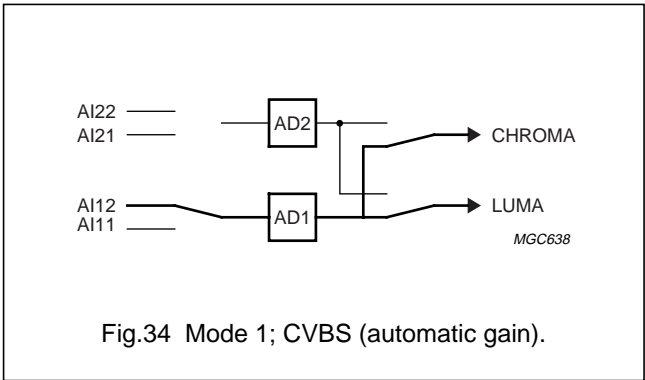 AI22
AI21
AD2
CHROMA
AI12
AI11
AD1
LUMA
MGC638
Fig.34 Mode 1; CVBS (automatic gain).